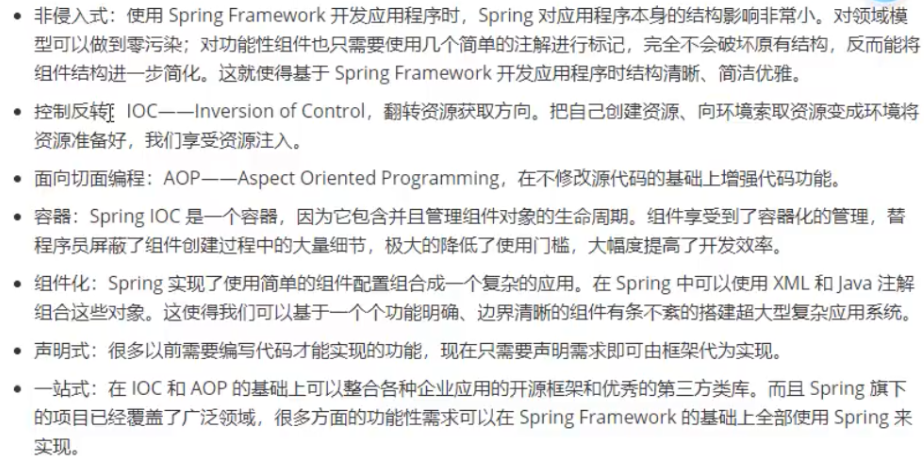 • 非侵入式：使用 Spring Framework 开发应用程序时，Spring 对应用程序本身的结构影响非常小。对领域模
型可以做到零污染；对功能性组件也只需要使用几个简单的注解进行标记，完全不会破坏原有结构，反而能将
组件结构进一步简化。这就使得基于 Spring Framework 开发应用程序时结构清晰、简洁优雅。
• 控制反转：IOC——Inversion of Control，翻转资源获取方向。把自己创建资源、向环境索取资源变成环境将
资源准备好，我们享受资源注入。
• 面向切面编程：AOP——Aspect Oriented Programming，在不修改源代码的基础上增强代码功能。
• 容器：Spring IOC 是一个容器，因为它包含并且管理组件对象的生命周期。组件享受到了容器化的管理，替
程序员屏蔽了组件创建过程中的大量细节，极大的降低了使用门槛，大幅度提高了开发效率。
• 组件化：Spring 实现了使用简单的组件配置组合成一个复杂的应用。在 Spring 中可以使用 XML 和 Java 注解
组合这些对象。这使得我们可以基于一个个功能明确、边界清晰的组件有条不紊的搭建超大型复杂应用系统。
• 声明式：很多以前需要编写代码才能实现的功能，现在只需要声明需求即可由框架代为实现。
• 一站式：在 IOC 和 AOP 的基础上可以整合各种企业应用的开源框架和优秀的第三方类库。而且 Spring 旗下
的项目已经覆盖了广泛领域，很多方面的功能性需求可以在 Spring Framework 的基础上全部使用 Spring 来
实现。